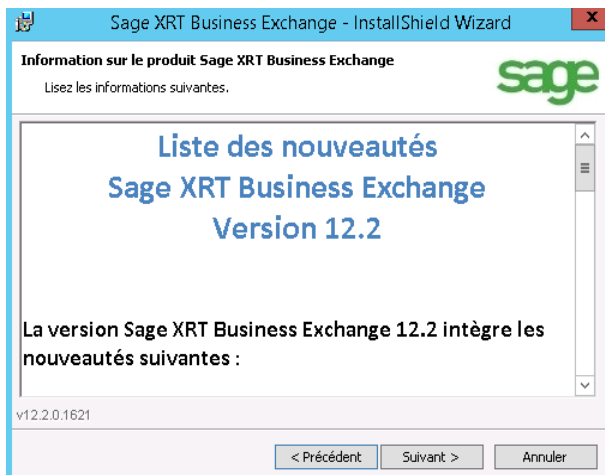 Sage XRT Business Exchange - InstallShield Wizard
x
Information sur le produit Sage XRT Business Exchange
Lisez les informations suivantes.
sage
Liste des nouveautés
Sage XRT Business Exchange
Version 12.2
La version Sage XRT Business Exchange 12.2 intègre les
nouveautés suivantes :
v12.2.0.1621
< Précédent
Suivant >
Annuler